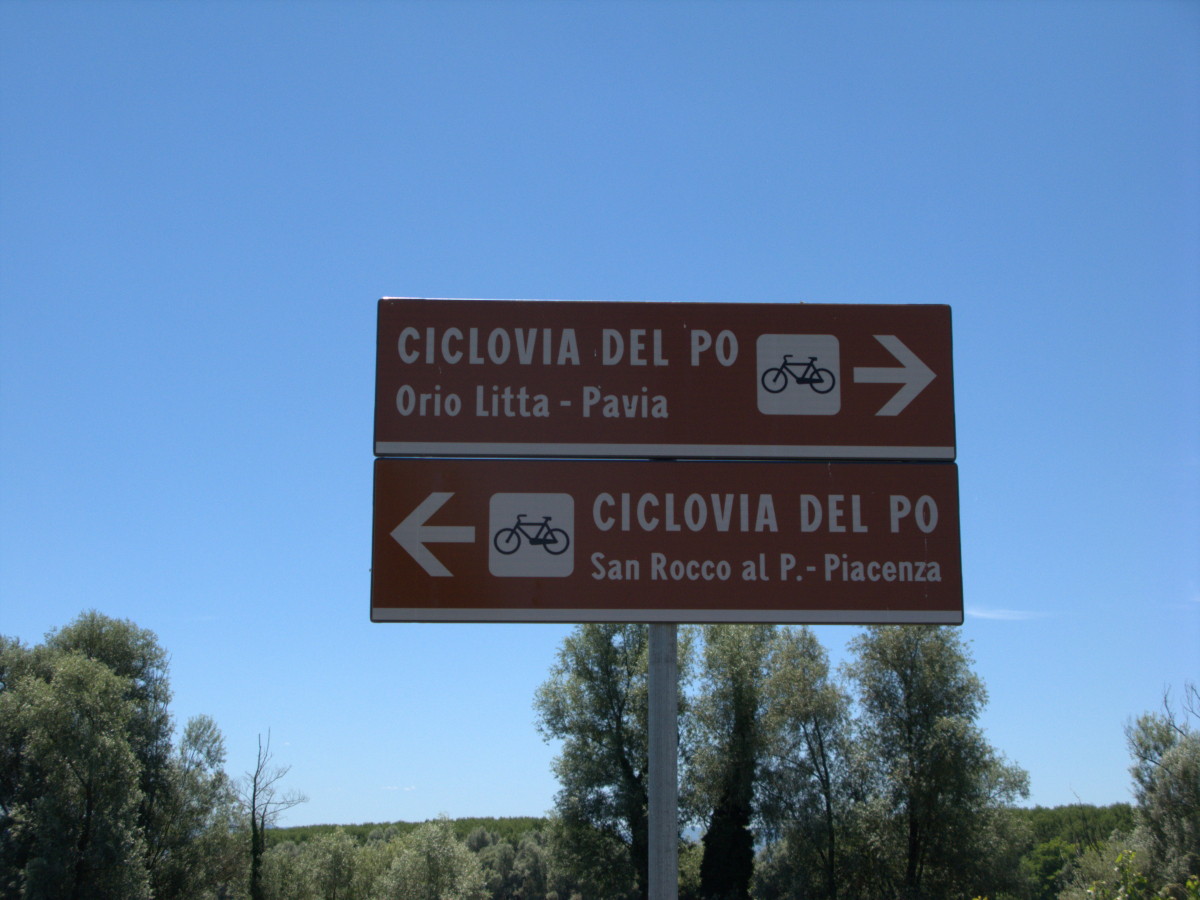 CICLOVIA DEL PO
Orio Litta - Pavia
CICLOVIA DEL PO
San Rocco al P. - Piacenza